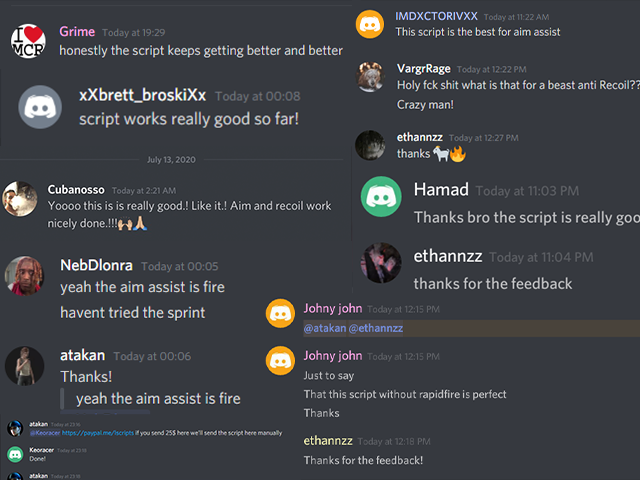 Grime Today at 19:29
honestly the script keeps getting better and better
xXbrett_broskiXx Today at 00:08
script works really good so far!
July 13, 2020
Cubanosso Today at 2:21 AM
Yoooo this is is really good.! Like it.! Aim and recoil work
nicely done.!!!🙌🏼🙏🏼
NebDlonra Today at 00:05
yeah the aim assist is fire
havent tried the sprint
atakan Today at 00:06
Thanks!
yeah the aim assist is fire
atakan Today at 23:10
@Keoracer https://paypal.me/iscripts if you send 25$ here we'll send the script here manually
Keoracer Today at 23:18
Done!
atakan Today at 23:18
I ❤ MCR
IMDXCTORIVXX Today at 11:22 AM
This script is the best for aim assist
VargrRage Today at 12:22 PM
Holy fck shit what is that for a beast anti Recoil??
Crazy man!
ethannzz Today at 12:27 PM
thanks 🐐🔥
Hamad Today at 11:03 PM
Thanks bro the script is really goo
ethannzz Today at 11:04 PM
thanks for the feedback
Johny john Today at 12:15 PM
@atakan @ethannzz
Johny john Today at 12:15 PM
Just to say
That this script without rapidfire is perfect
Thanks
ethannzz Today at 12:18 PM
Thanks for the feedback!